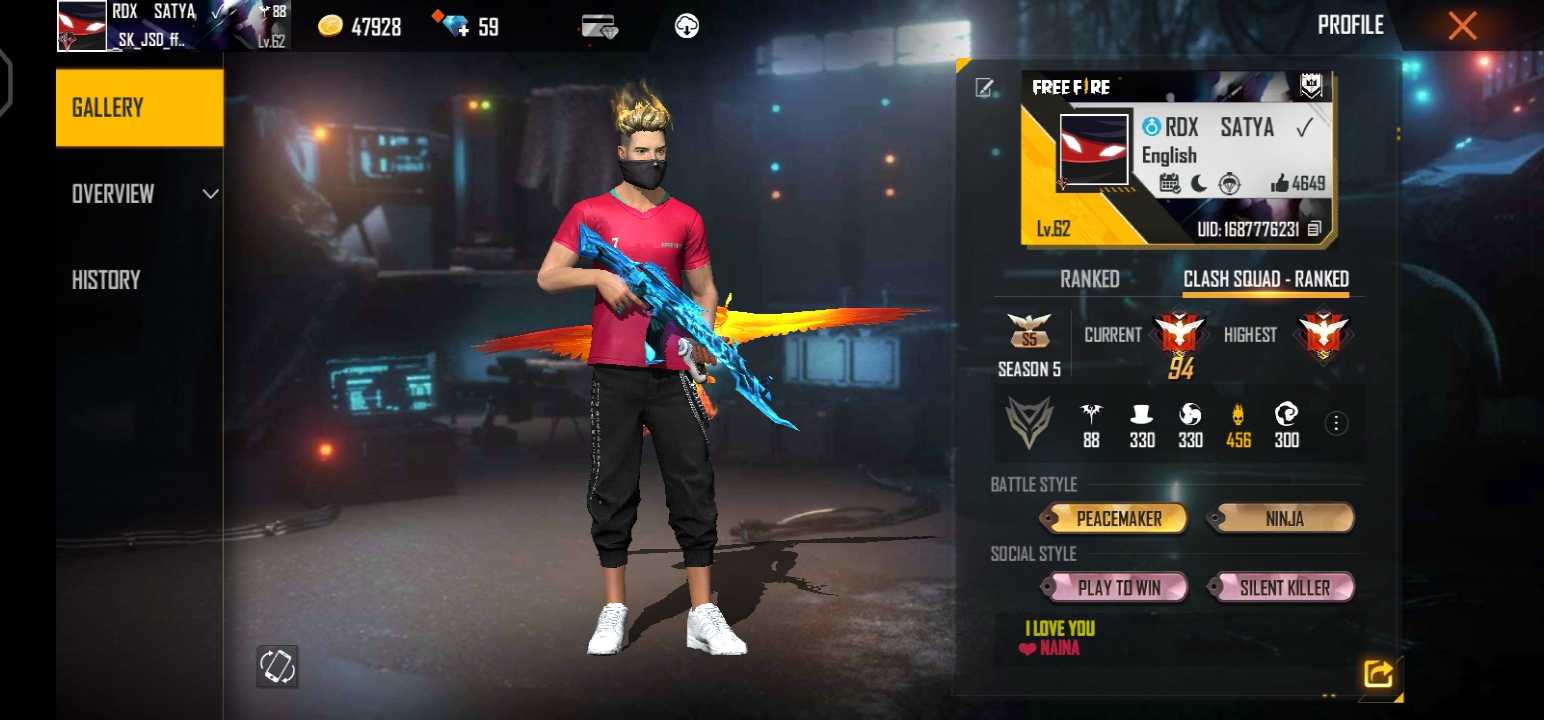 RDX SATYA ✓
88
_SK_JSD_ff..
Lv.62
47928
59
PROFILE
GALLERY
OVERVIEW
HISTORY
7
FREE FIRE
RDX SATYA ✓
English
4649
Lv.62
UID: 1687776231
RANKED
CLASH SQUAD - RANKED
S5
SEASON 5
CURRENT
94
HIGHEST
88 330 330 456 300
BATTLE STYLE
PEACEMAKER
NINJA
SOCIAL STYLE
PLAY TO WIN
SILENT KILLER
I LOVE YOU
❤ NAINA